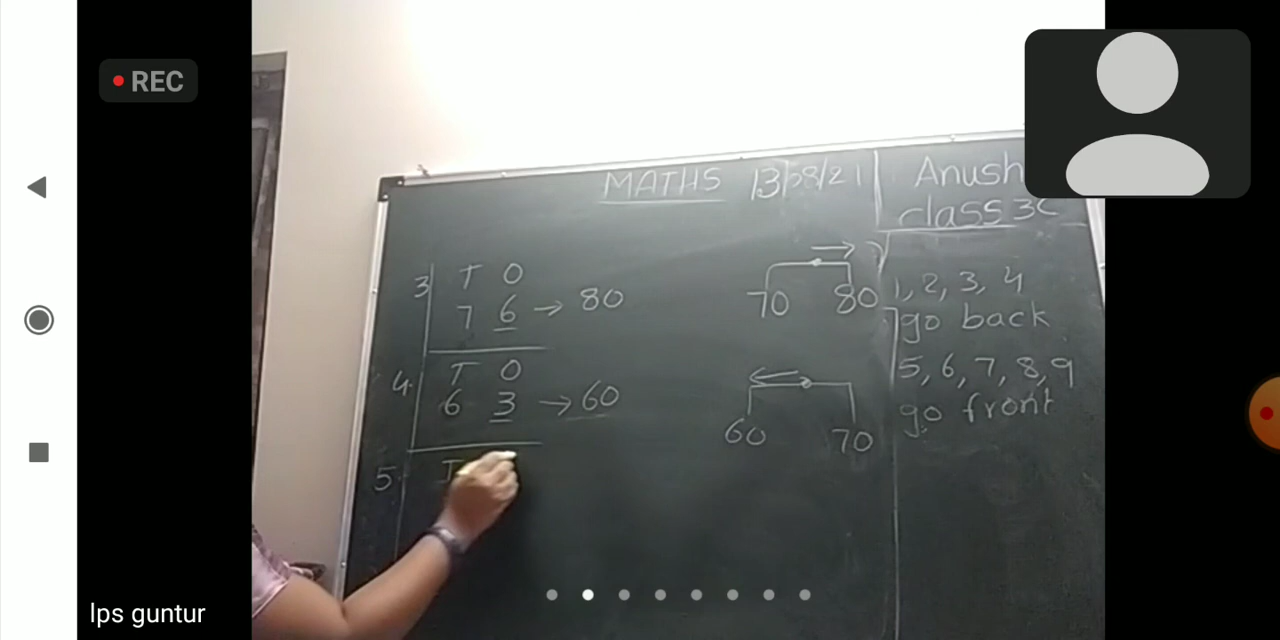 REC
MATHS 13/08/21
Anush
class 3C
3 T O
7 6 → 80
70 80
4. T O
6 3 → 60
60 70
5. T
1, 2, 3, 4
go back
5, 6, 7, 8, 9
go front
lps guntur